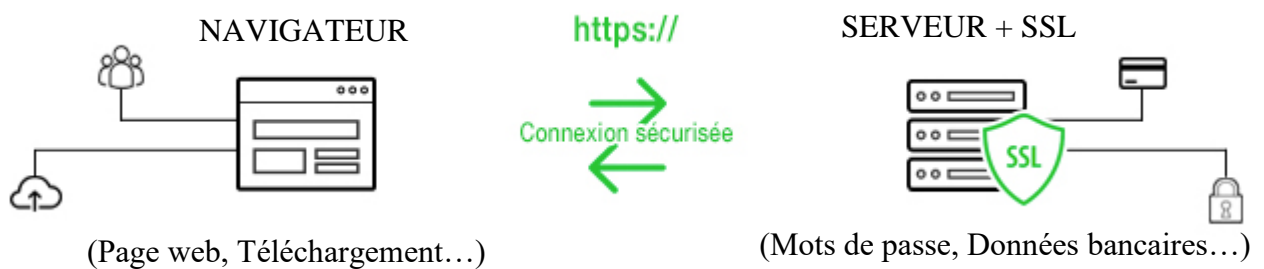 NAVIGATEUR
https://
SERVEUR + SSL
Connexion sécurisée
SSL
(Page web, Téléchargement…)
(Mots de passe, Données bancaires…)